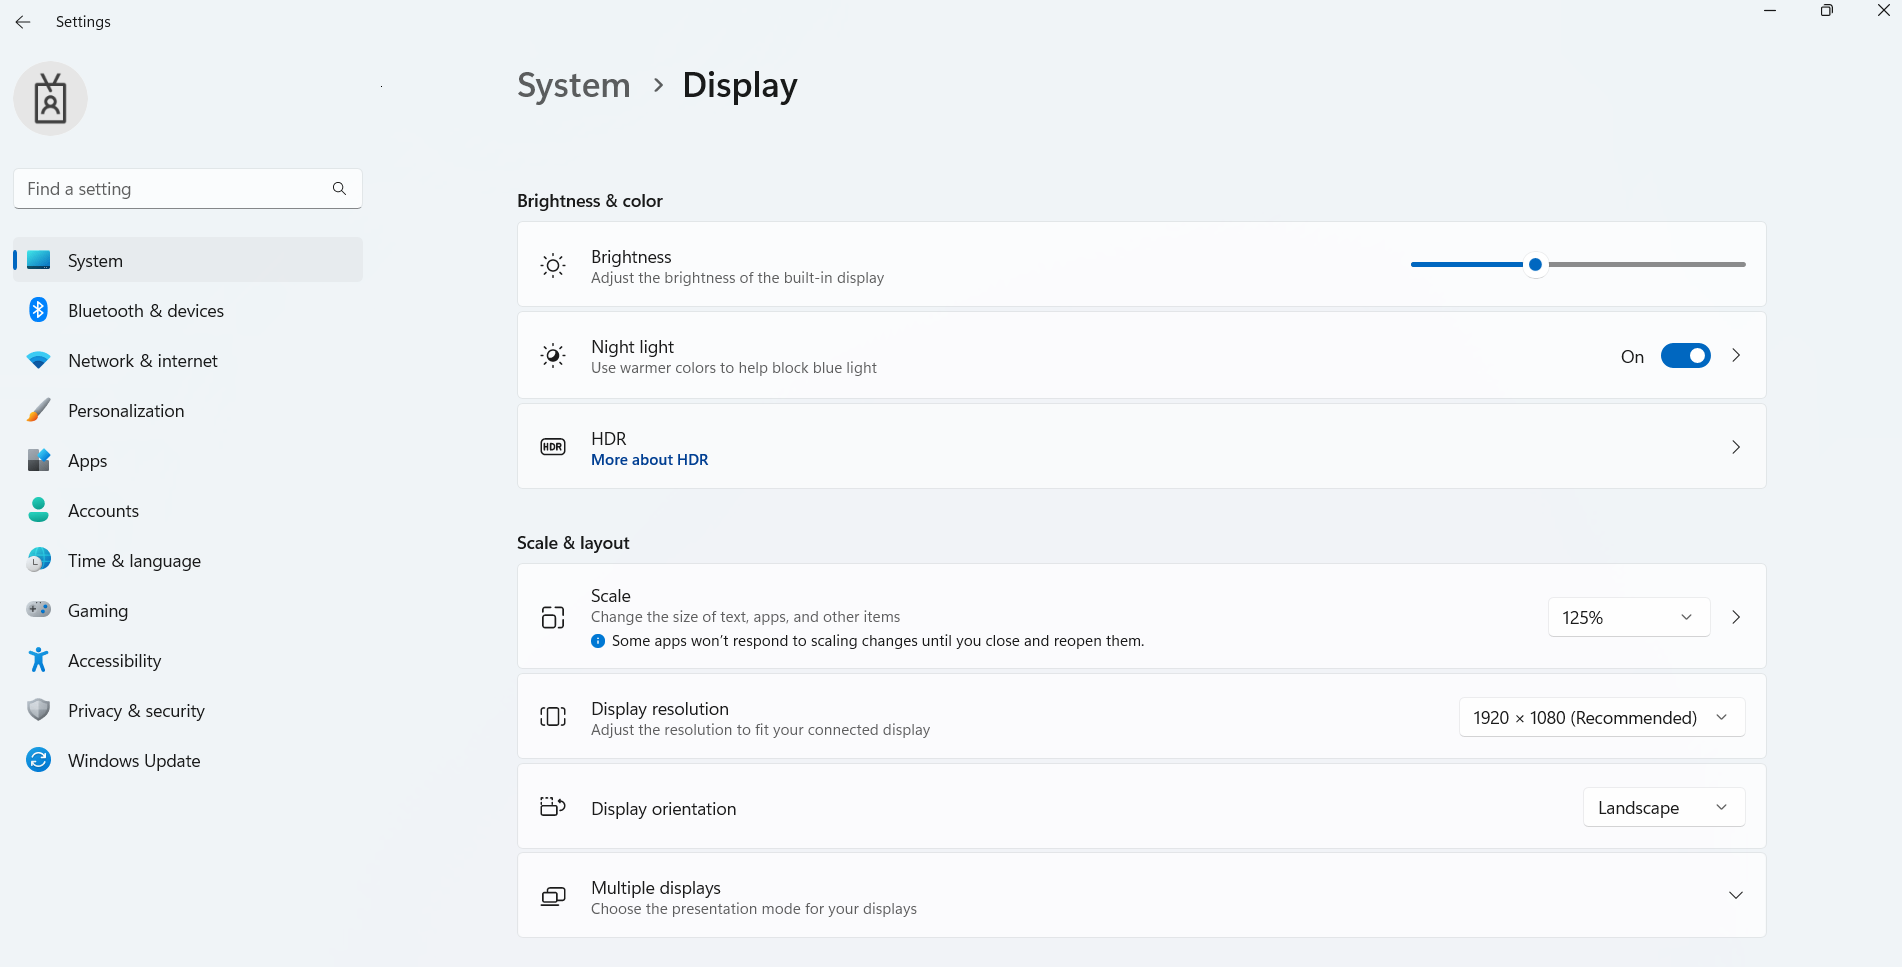 Settings
System > Display
Find a setting
System
Bluetooth & devices
Network & internet
Personalization
Apps
Accounts
Time & language
Gaming
Accessibility
Privacy & security
Windows Update
Brightness & color
Brightness
Adjust the brightness of the built-in display
Night light
Use warmer colors to help block blue light
On
HDR
HDR
More about HDR
Scale & layout
Scale
Change the size of text, apps, and other items
Some apps won’t respond to scaling changes until you close and reopen them.
125%
Display resolution
Adjust the resolution to fit your connected display
1920 × 1080 (Recommended)
Display orientation
Landscape
Multiple displays
Choose the presentation mode for your displays